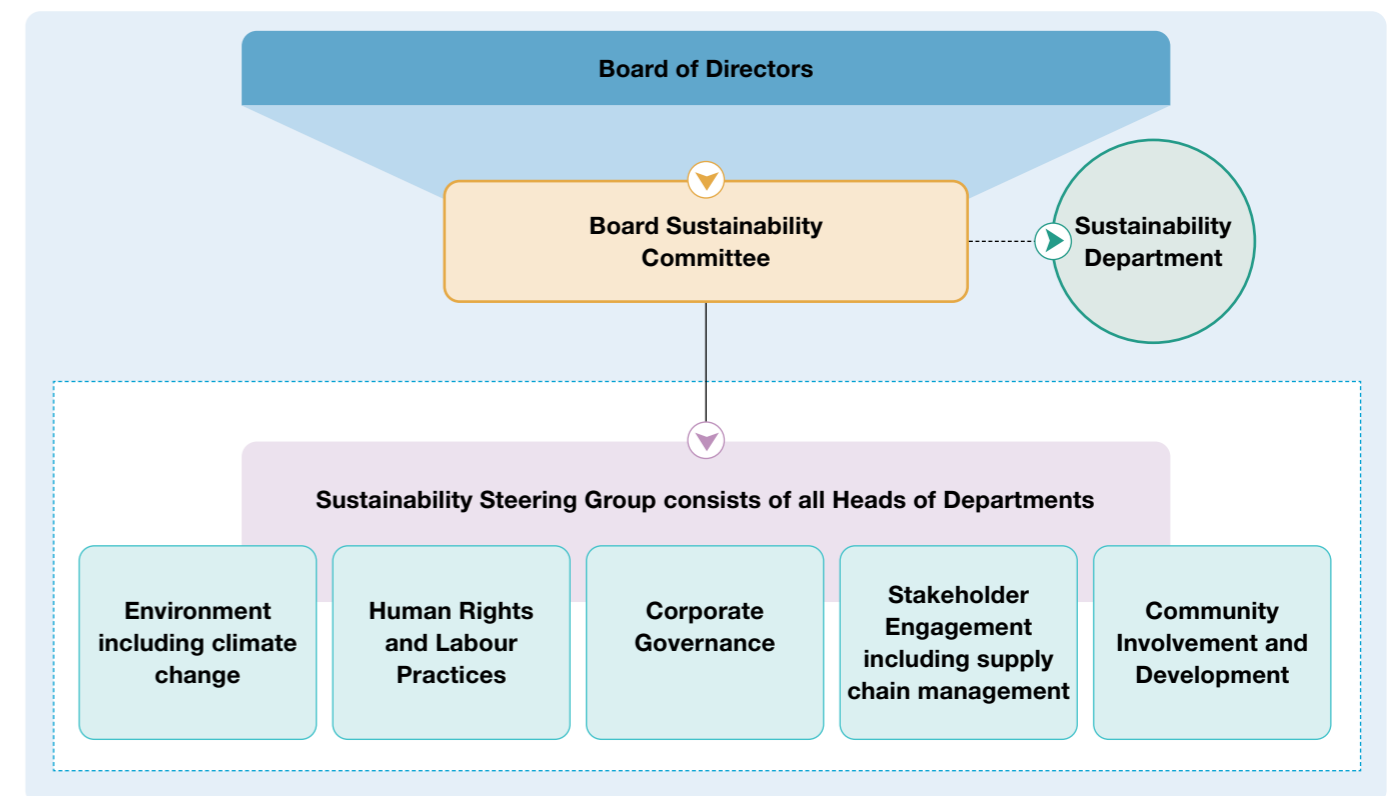 Board of Directors
Board Sustainability
Committee
Sustainability
Department
Sustainability Steering Group consists of all Heads of Departments
Environment
including climate
change
Human Rights
and Labour
Practices
Corporate
Governance
Stakeholder
Engagement
including supply
chain management
Community
Involvement and
Development